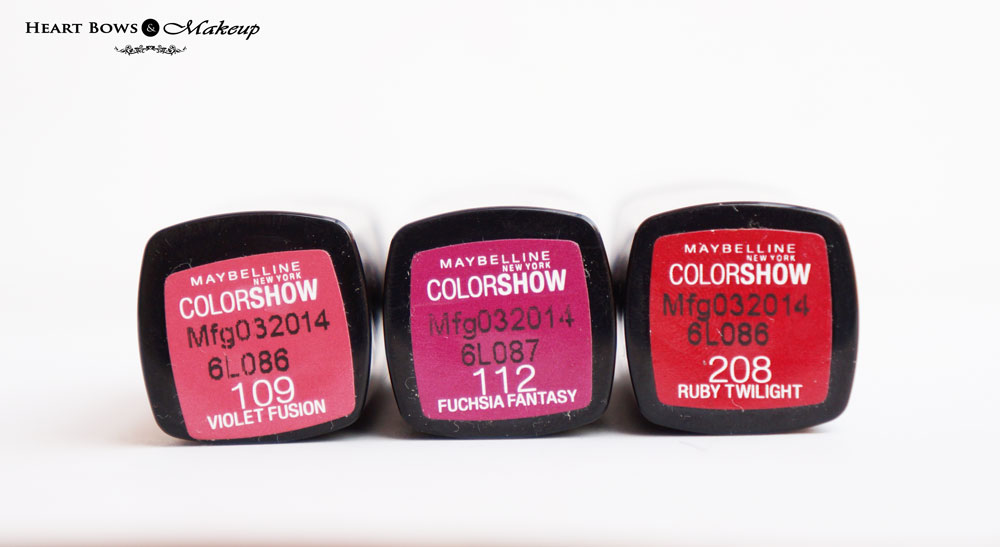 HEART BOWS & Makeup
MAYBELLINE
NEW YORK
COLORSHOW
Mfg032014
6L086
109
VIOLET FUSION
MAYBELLINE
NEW YORK
COLORSHOW
Mfg032014
6L087
112
FUCHSIA FANTASY
MAYBELLINE
NEW YORK
COLORSHOW
Mfg032014
6L086
208
RUBY TWILIGHT